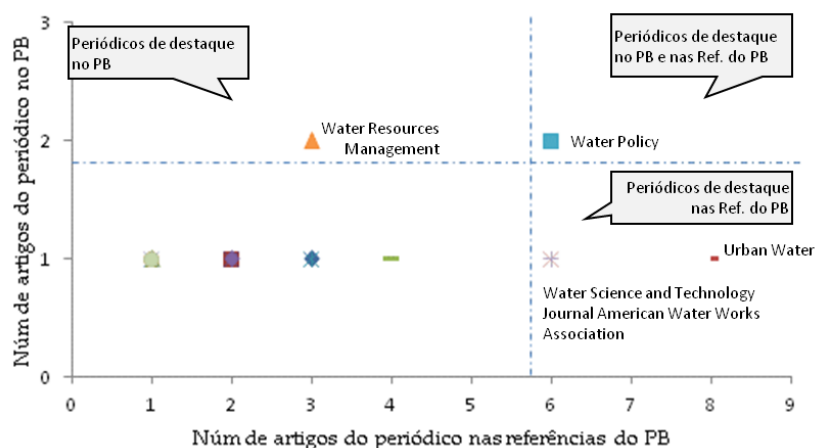 Núm de artigos do periódico no PB
3
2
1
0
Periódicos de destaque
no PB
Periódicos de destaque
no PB e nas Ref. do PB
Water Resources
Management
Water Policy
Periódicos de destaque
nas Ref. do PB
Urban Water
Water Science and Technology
Journal American Water Works
Association
0 1 2 3 4 5 6 7 8 9
Núm de artigos do periódico nas referências do PB